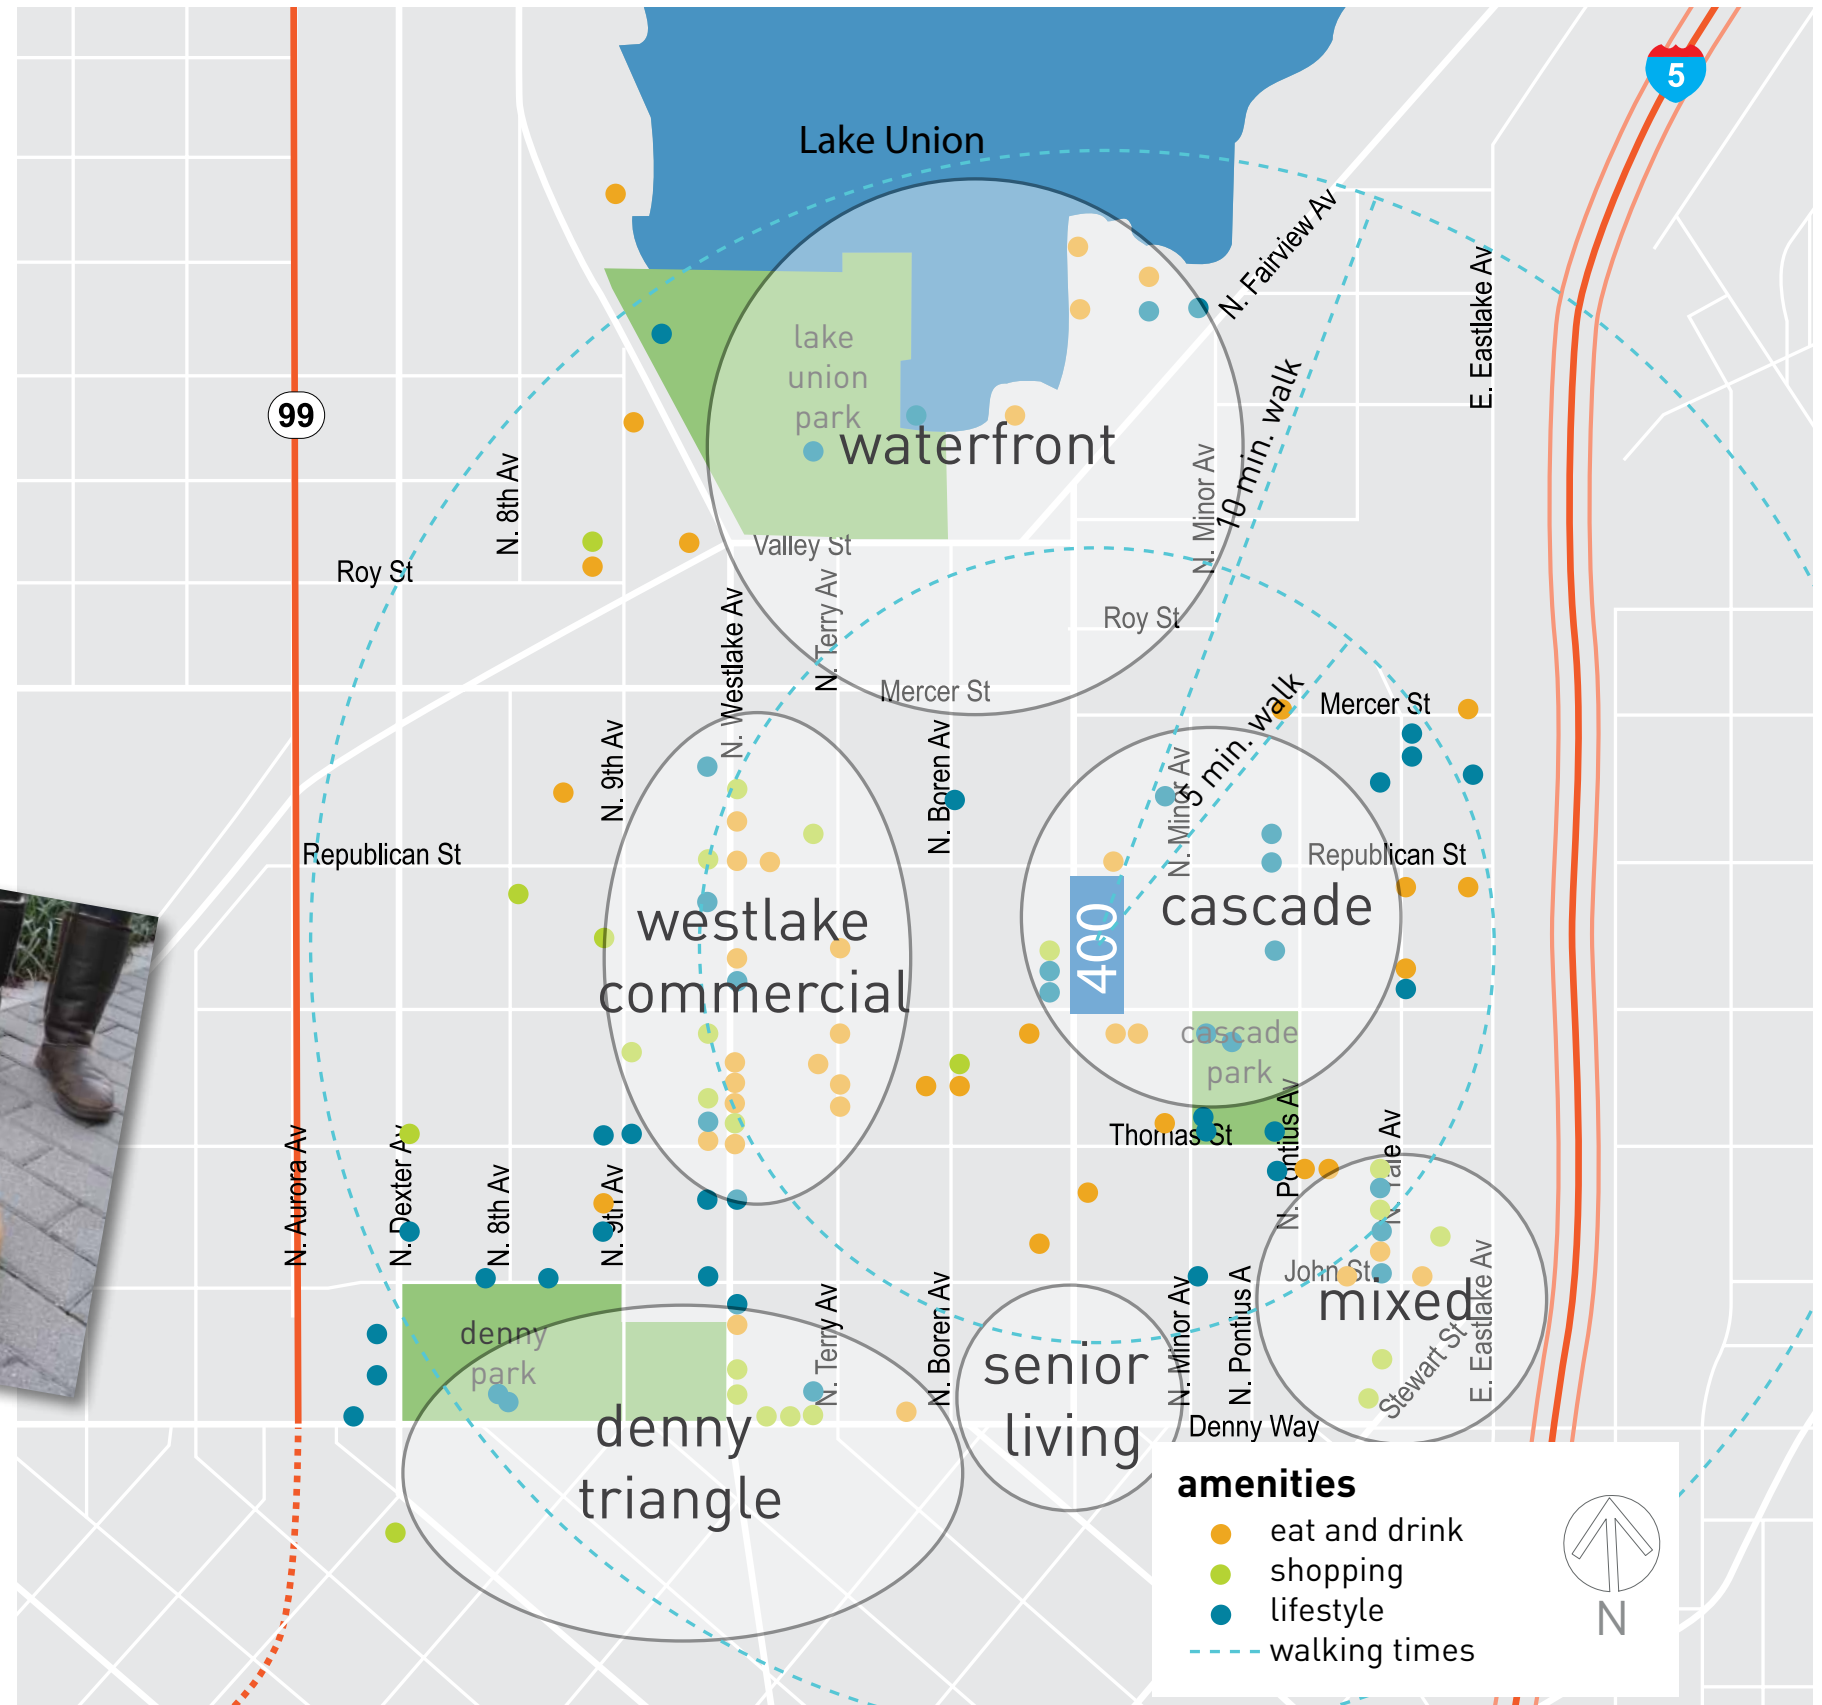 5
Lake Union
N. Fairview Av
E. Eastlake Av
lake
union
park
10 min. walk
99
waterfront
N. 8th Av
N. Minor Av
Valley St
Roy St
N. Terry Av
N. Westlake Av
Roy St
Mercer St
5 min. walk
Mercer St
N. 9th Av
N. Boren Av
N. Minor Av
Republican St
Republican St
westlake
commercial
400
cascade
cascade
park
Thomas St
N. Aurora Av
N. Dexter Av
N. 8th Av
N. 9th Av
N. Pontius Av
N. Yale Av
John St.
mixed
E. Eastlake Av
Stewart St
denny
park
N. Terry Av
N. Boren Av
senior
living
N. Minor Av
N. Pontius A
Denny Way
denny
triangle
amenities
eat and drink
shopping
lifestyle
walking times
N